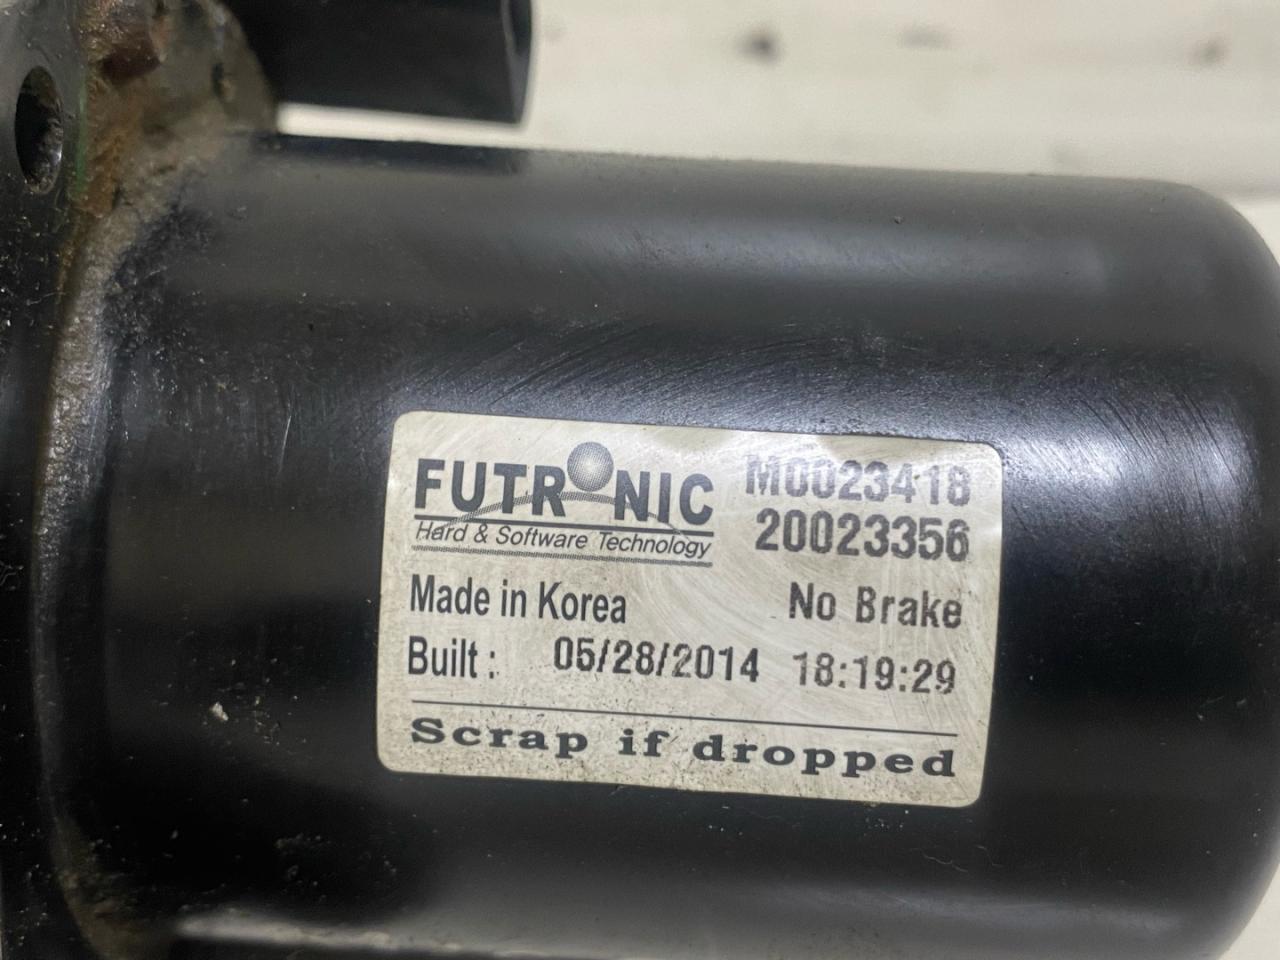 FUTRONIC
Hard & Software Technology
M0023418
20023356
Made in Korea
No Brake
Built : 05/28/2014 18:19:29
Scrap if dropped